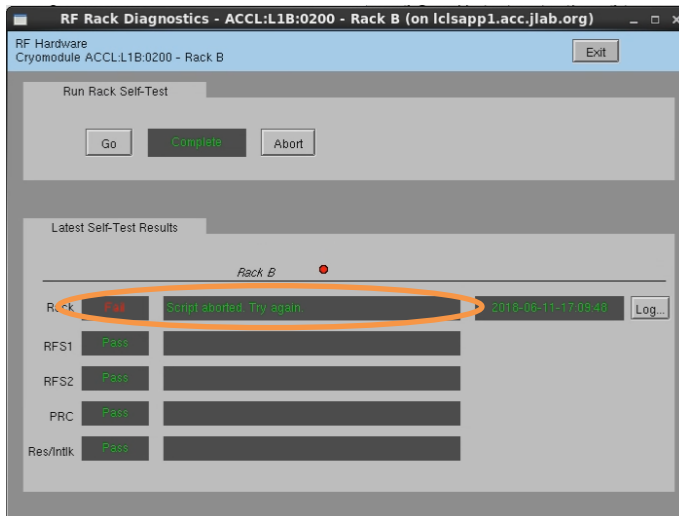 RF Rack Diagnostics - ACCL:L1B:0200 - Rack B (on lclsapp1.acc.jlab.org)
RF Hardware
Cryomodule ACCL:L1B:0200 - Rack B
Exit
Run Rack Self-Test
Go Complete Abort
Latest Self-Test Results
Rack B
Rack Fail Script aborted. Try again. 2018-06-11-17:09:48 Log...
RFS1 Pass
RFS2 Pass
PRC Pass
Res/Intlk Pass